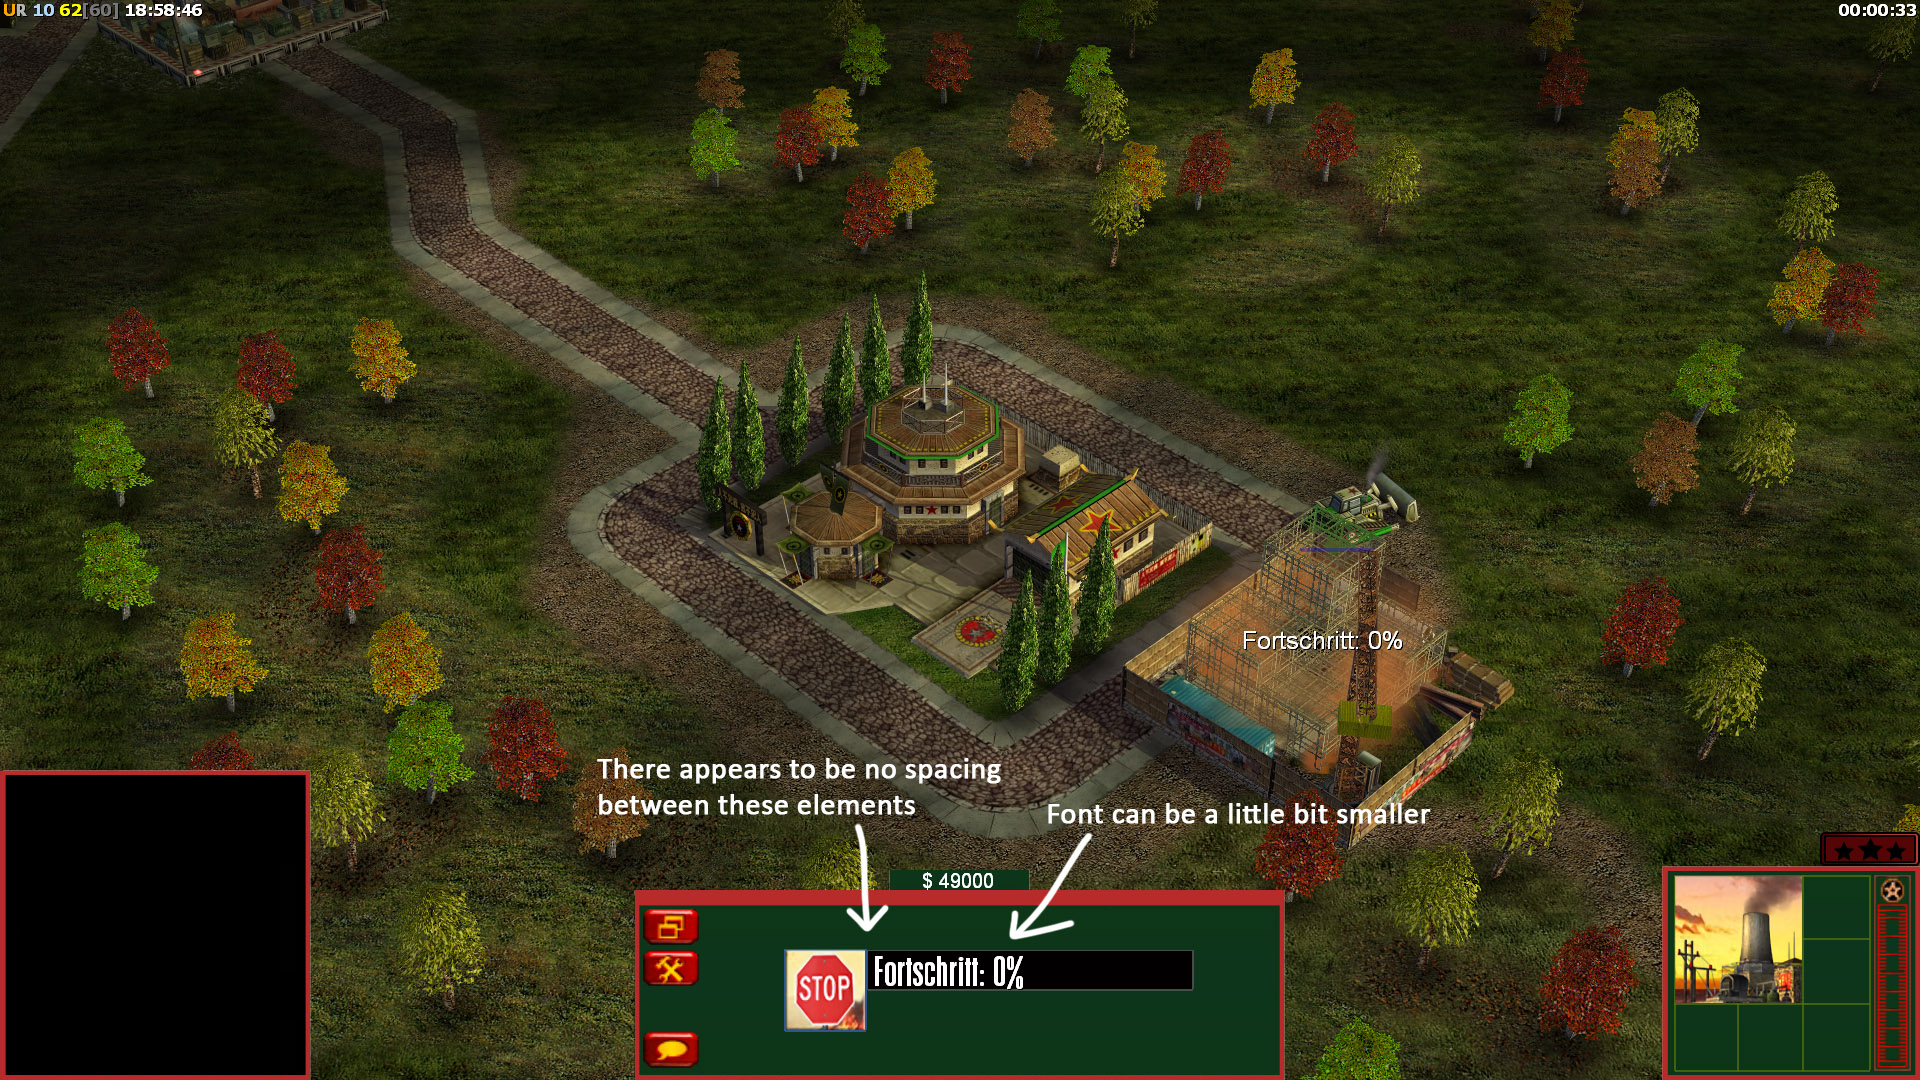 UR 10 62[60] 18:58:46
00:00:33
Fortschritt: 0%
There appears to be no spacing
between these elements
Font can be a little bit smaller
$ 49000
STOP
Fortschritt: 0%